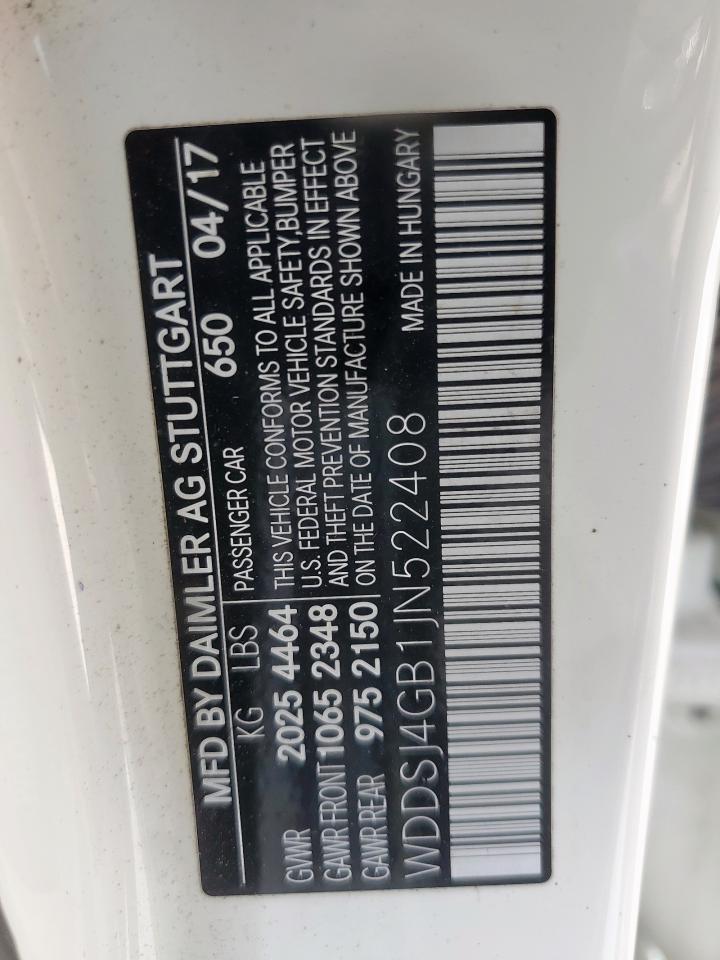 MFD BY DAIMLER AG STUTTGART
KG LBS PASSENGER CAR 650 04/17
GVWR 2025 4464 THIS VEHICLE CONFORMS TO ALL APPLICABLE
GAWR FRONT 1065 2348 U.S. FEDERAL MOTOR VEHICLE SAFETY,BUMPER
GAWR REAR 975 2150 AND THEFT PREVENTION STANDARDS IN EFFECT
ON THE DATE OF MANUFACTURE SHOWN ABOVE
WDDSJ4GB1JN522408 MADE IN HUNGARY